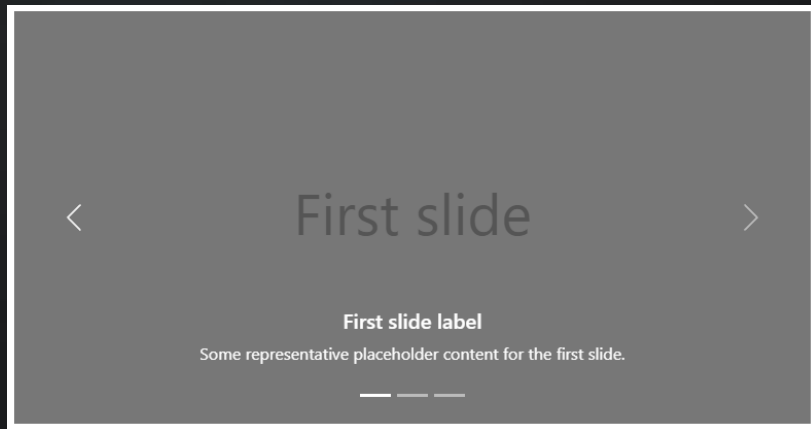 First slide
First slide label
Some representative placeholder content for the first slide.